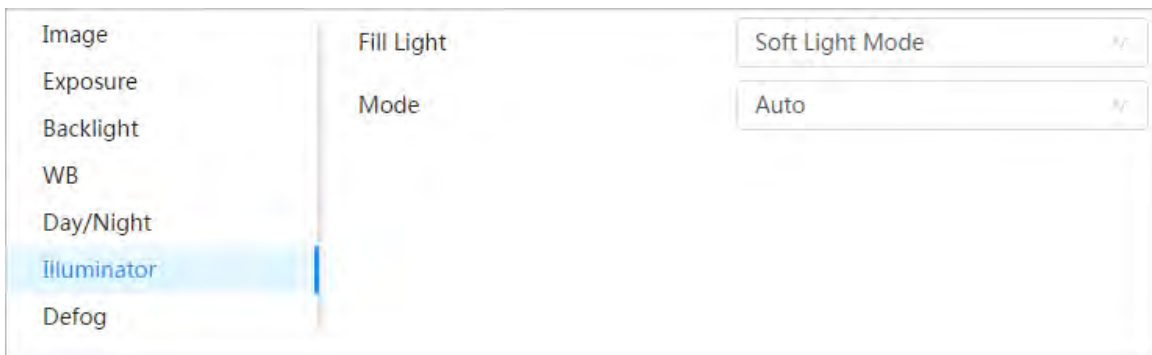 Image
Exposure
Backlight
WB
Day/Night
Illuminator
Defog
Fill Light Soft Light Mode
Mode Auto